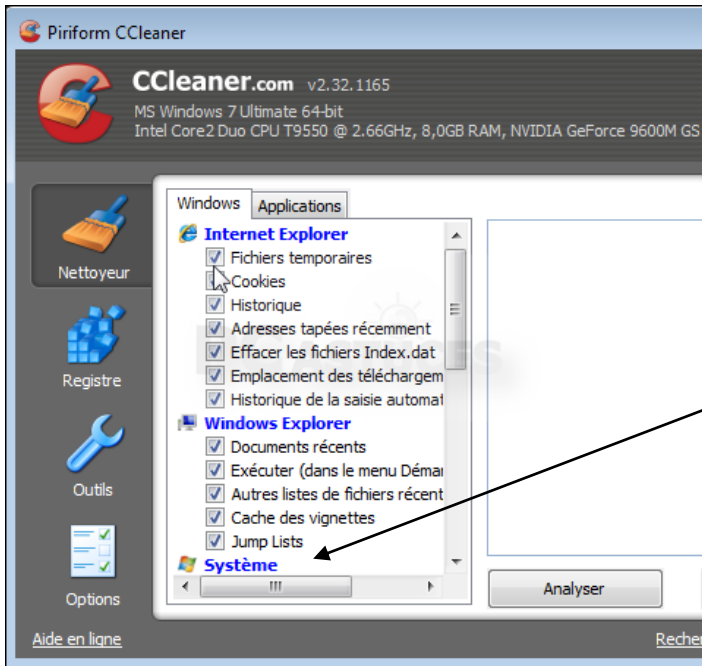 Piriform CCleaner
CCleaner.com v2.32.1165
MS Windows 7 Ultimate 64-bit
Intel Core2 Duo CPU T9550 @ 2.66GHz, 8,0GB RAM, NVIDIA GeForce 9600M GS
Windows Applications
Internet Explorer
Fichiers temporaires
Cookies
Historique
Adresses tapées récemment
Effacer les fichiers Index.dat
Emplacement des téléchargem
Historique de la saisie automat
Windows Explorer
Documents récents
Exécuter (dans le menu Démar
Autres listes de fichiers récent
Cache des vignettes
Jump Lists
Système
Nettoyeur
Registre
Outils
Options
Analyser
Aide en ligne
Recher